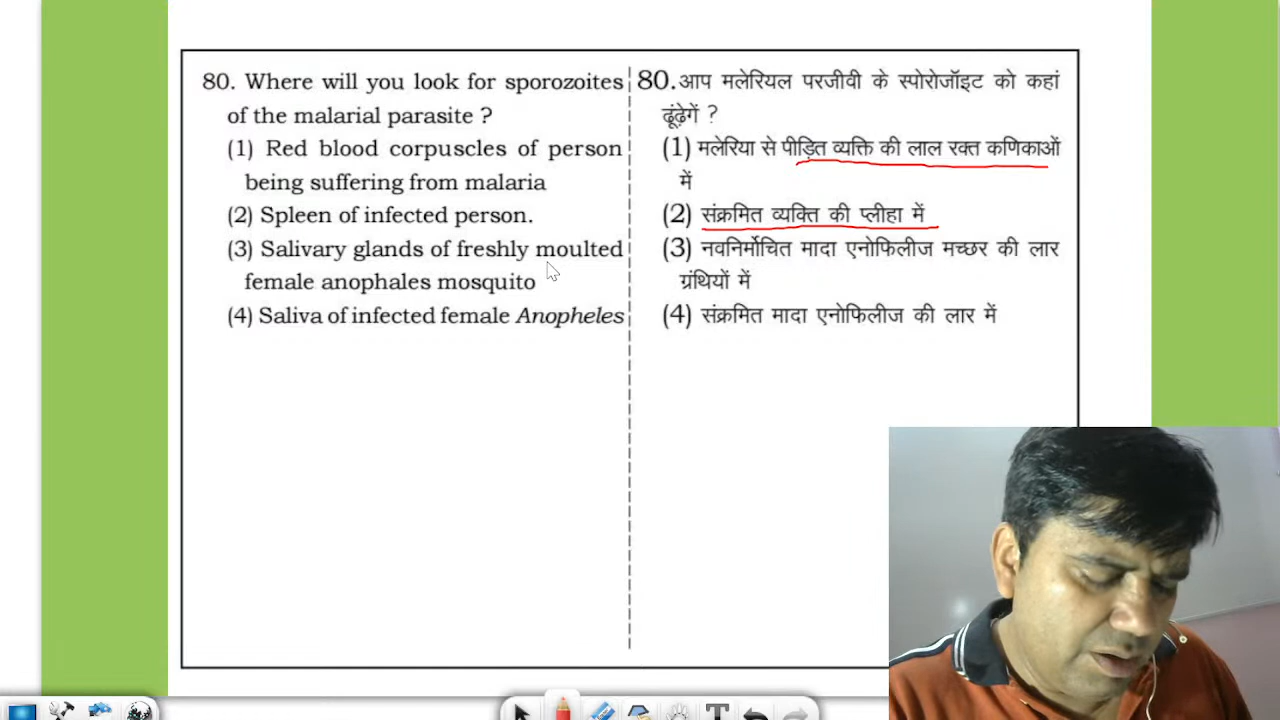 80. Where will you look for sporozoites
of the malarial parasite ?
(1) Red blood corpuscles of person
being suffering from malaria
(2) Spleen of infected person.
(3) Salivary glands of freshly moulted
female anophales mosquito
(4) Saliva of infected female Anopheles
80. आप मलेरियल परजीवी के स्पोरोजॉइट को कहां
ढूंढ़ेगें ?
(1) मलेरिया से पीड़ित व्यक्ति की लाल रक्त कणिकाओं
में
(2) संक्रमित व्यक्ति की प्लीहा में
(3) नवनिर्मोचित मादा एनोफिलीज मच्छर की लार
ग्रंथियों में
(4) संक्रमित मादा एनोफिलीज की लार में